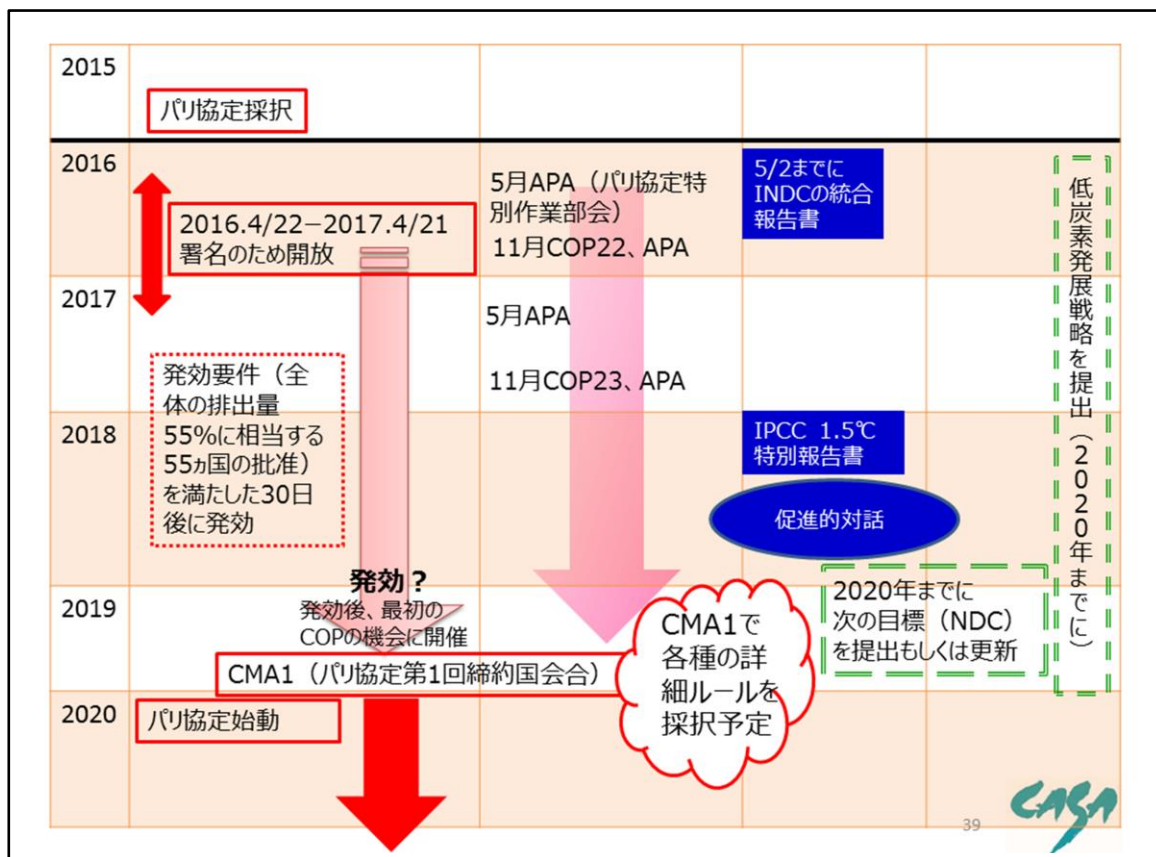 2015
パリ協定採択
2016
2016.4/22－2017.4/21
署名のため開放
5月APA（パリ協定特
別作業部会）
11月COP22、APA
5/2までに
INDCの統合
報告書
2017
5月APA
11月COP23、APA
発効要件（全
体の排出量
55%に相当する
55ヵ国の批准）
を満たした30日
後に発効
2018
IPCC 1.5℃
特別報告書
促進的対話
発効？
発効後、最初の
COPの機会に開催
2019
CMA1（パリ協定第1回締約国会合）
CMA1で
各種の詳
細ルールを
採択予定
2020年までに
次の目標（NDC）
を提出もしくは更新
低炭素発展戦略を提出（2020年までに）
2020
パリ協定始動
39
CASA